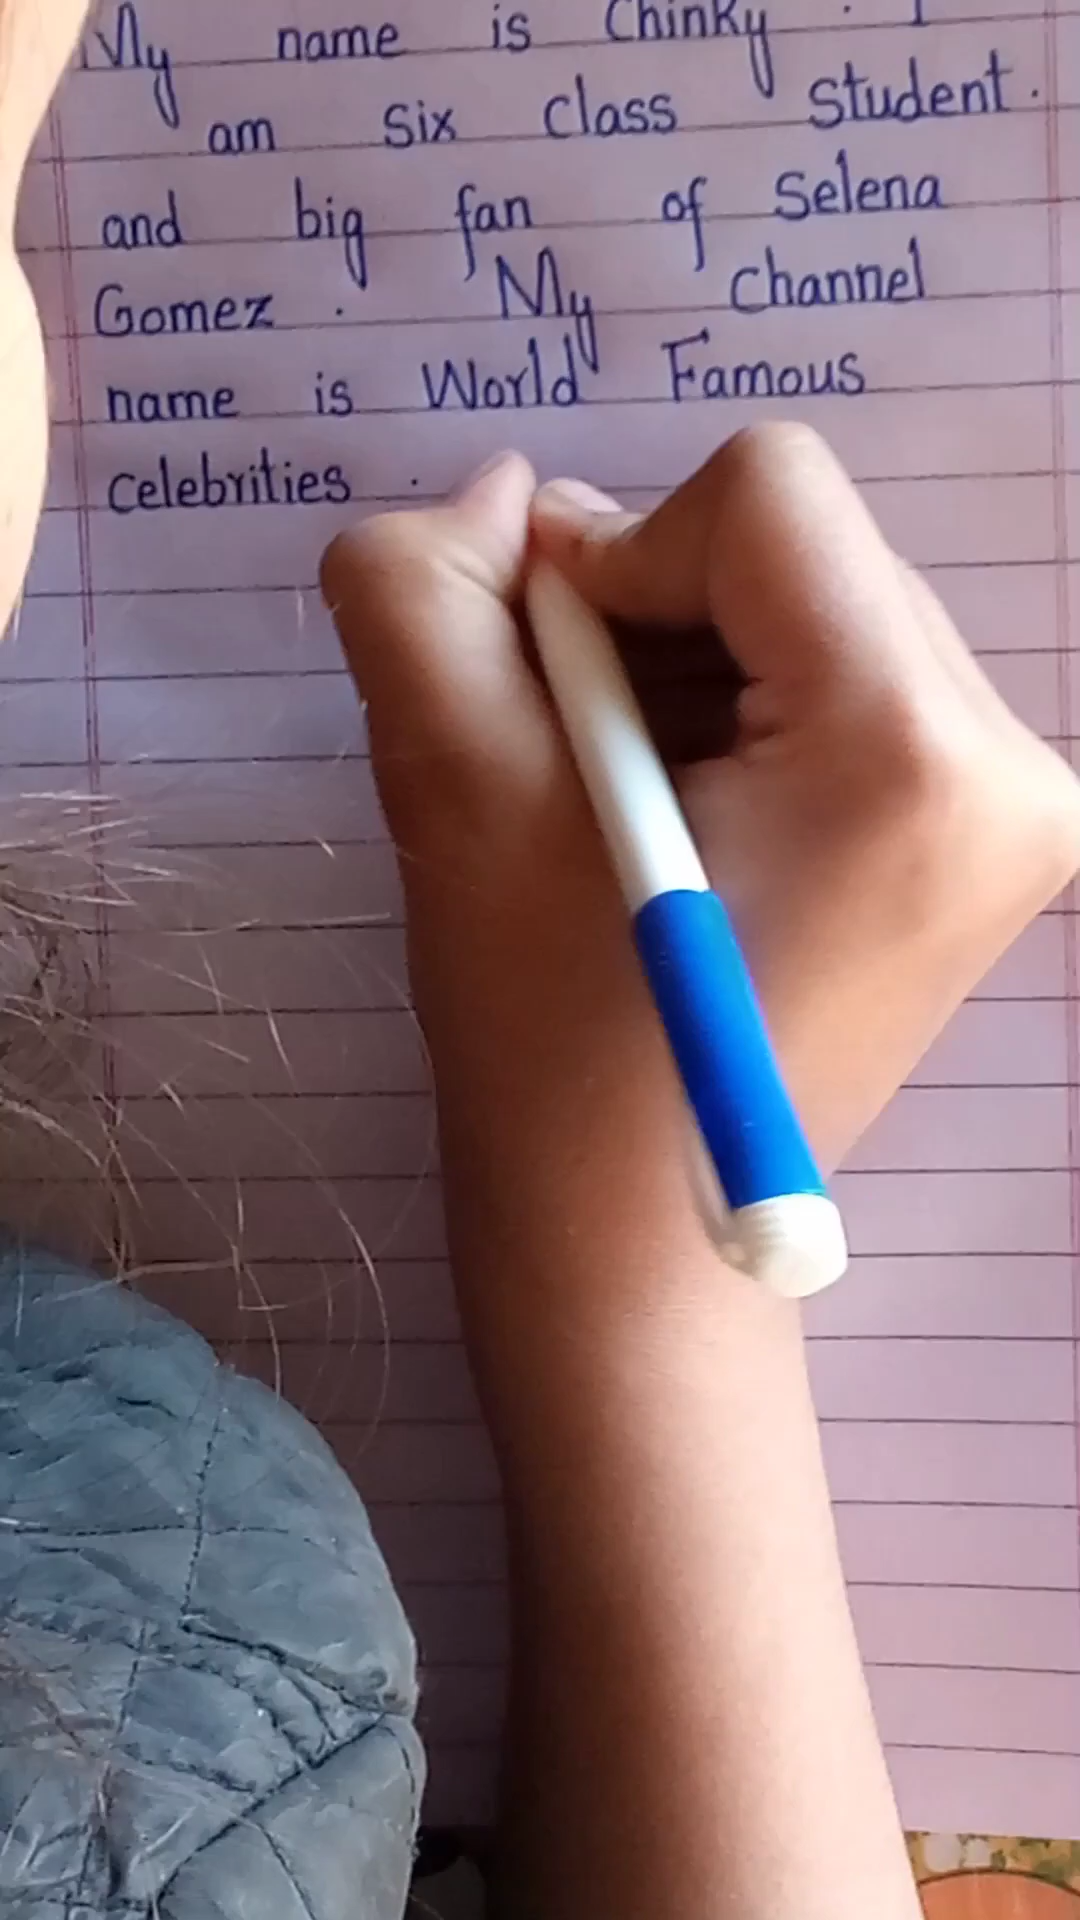 My name is Chinky . I
am six class student .
and big fan of Selena
Gomez . My channel
name is World Famous
celebrities .